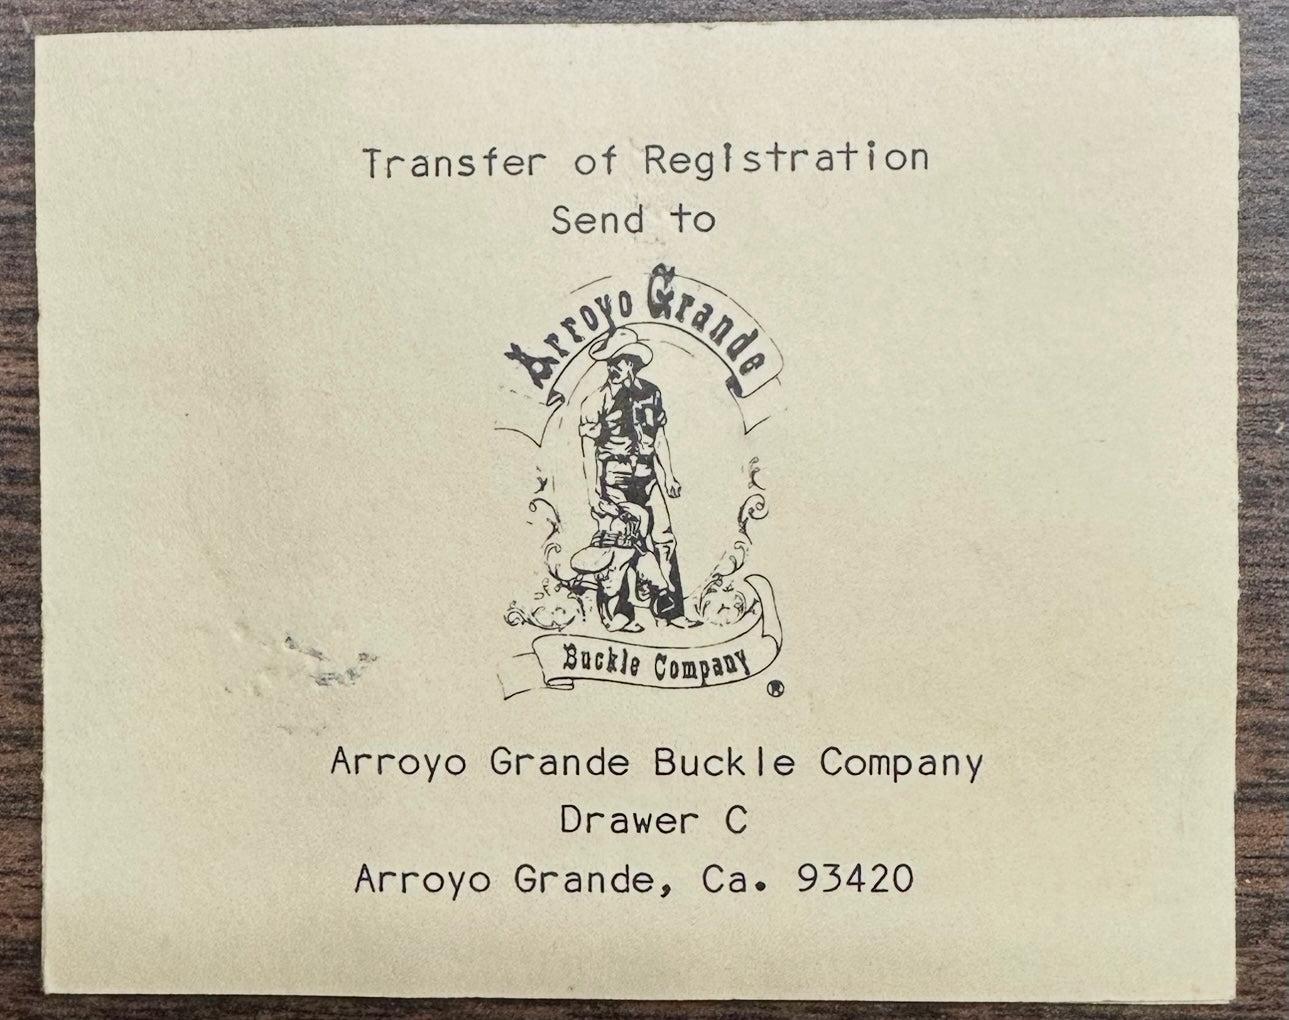 Transfer of Registration
Send to
Arroyo Grande
Buckle Company
®
Arroyo Grande Buckle Company
Drawer C
Arroyo Grande, Ca. 93420